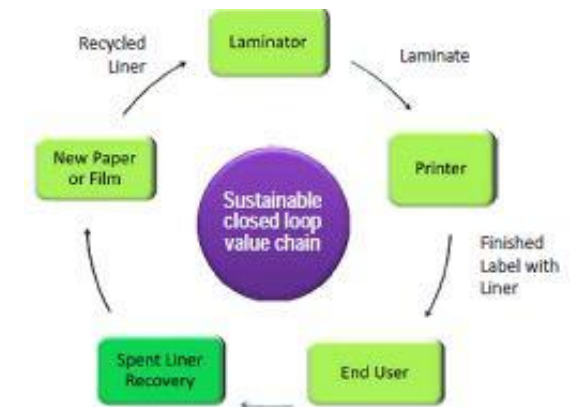 Laminator
Recycled
Liner
Laminate
New Paper
or Film
Printer
Sustainable
closed loop
value chain
Finished
Label with
Liner
Spent Liner
Recovery
End User